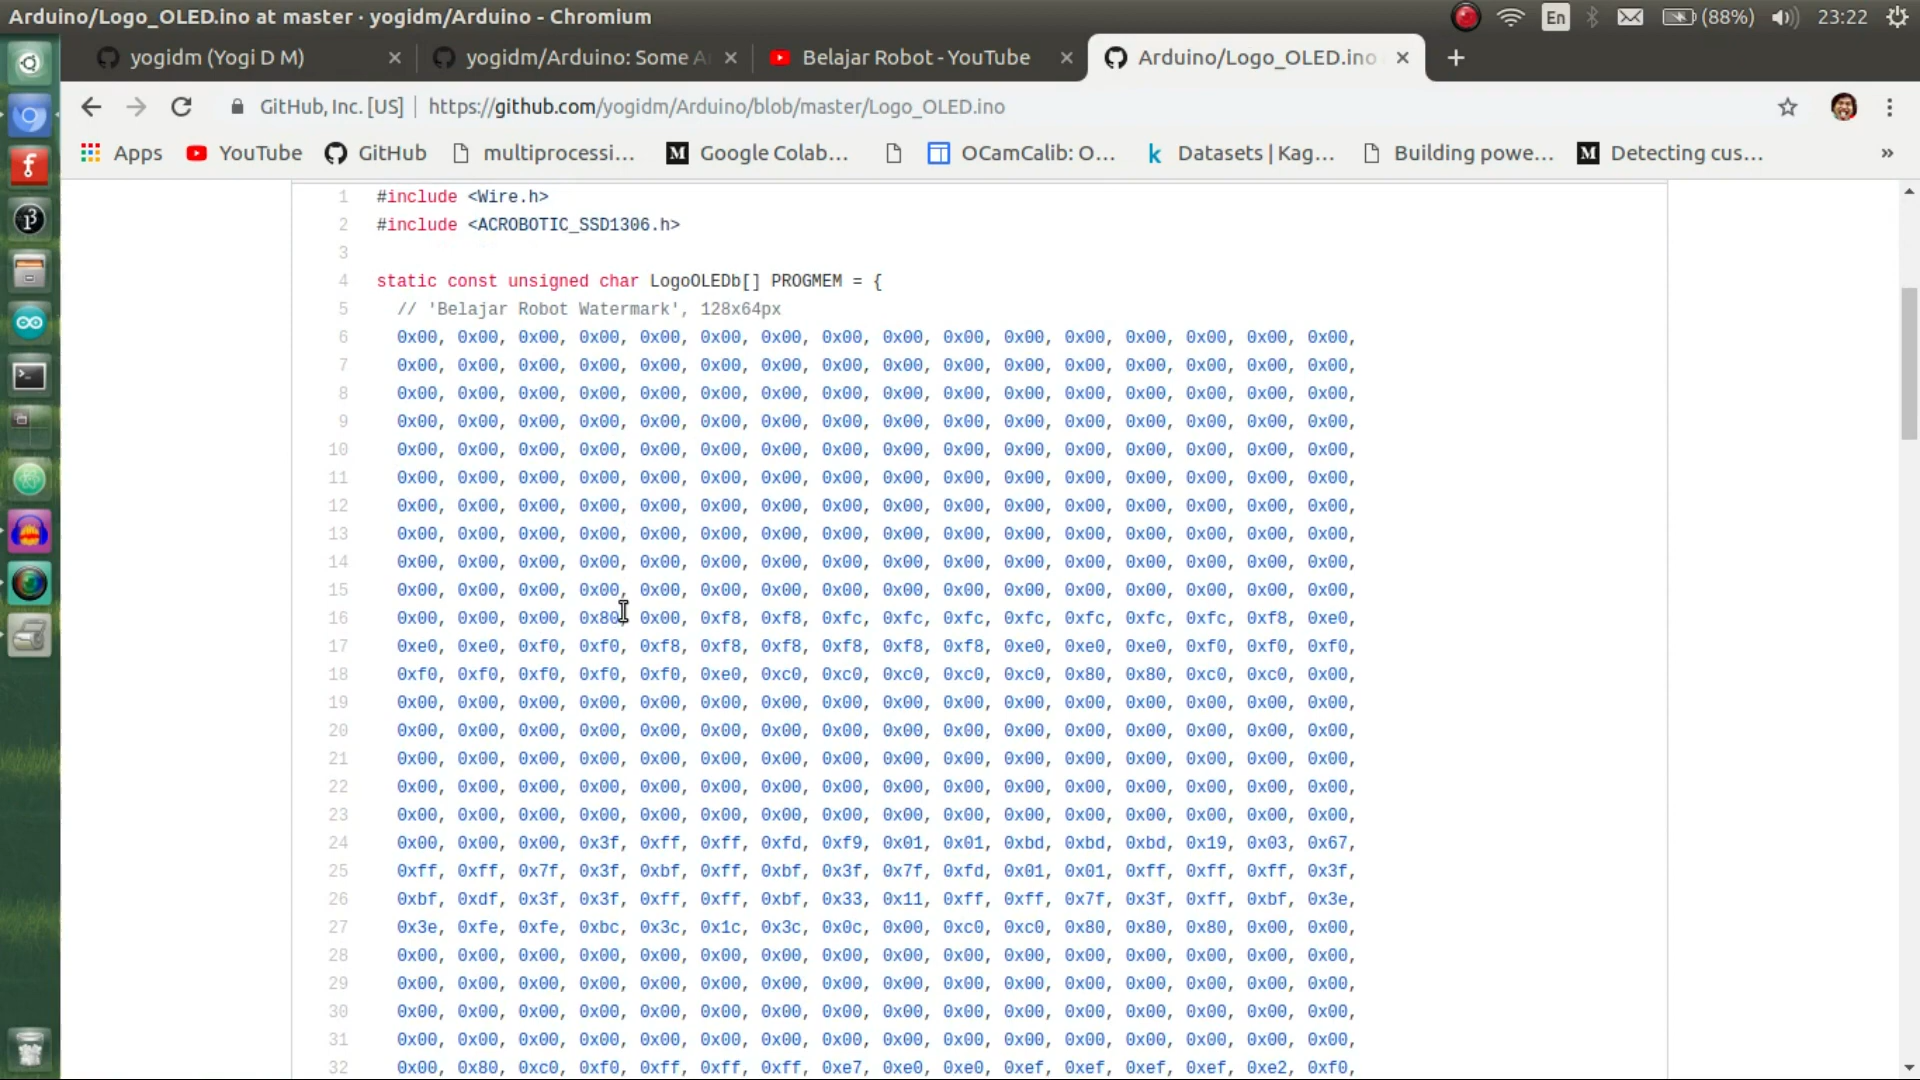 Arduino/Logo_OLED.ino at master · yogidm/Arduino - Chromium
En
(88%)
23:22
yogidm (Yogi D M)
yogidm/Arduino: Some A
Belajar Robot - YouTube
Arduino/Logo_OLED.ino
GitHub, Inc. [US] | https://github.com/yogidm/Arduino/blob/master/Logo_OLED.ino
Apps
YouTube
GitHub
multiprocessi...
Google Colab...
OCamCalib: O...
Datasets | Kag...
Building powe...
Detecting cus...
»
1 #include <Wire.h>
2 #include <ACROBOTIC_SSD1306.h>
3
4 static const unsigned char LogoOLEDb[] PROGMEM = {
5 // 'Belajar Robot Watermark', 128x64px
6 0x00, 0x00, 0x00, 0x00, 0x00, 0x00, 0x00, 0x00, 0x00, 0x00, 0x00, 0x00, 0x00, 0x00, 0x00, 0x00,
7 0x00, 0x00, 0x00, 0x00, 0x00, 0x00, 0x00, 0x00, 0x00, 0x00, 0x00, 0x00, 0x00, 0x00, 0x00, 0x00,
8 0x00, 0x00, 0x00, 0x00, 0x00, 0x00, 0x00, 0x00, 0x00, 0x00, 0x00, 0x00, 0x00, 0x00, 0x00, 0x00,
9 0x00, 0x00, 0x00, 0x00, 0x00, 0x00, 0x00, 0x00, 0x00, 0x00, 0x00, 0x00, 0x00, 0x00, 0x00, 0x00,
10 0x00, 0x00, 0x00, 0x00, 0x00, 0x00, 0x00, 0x00, 0x00, 0x00, 0x00, 0x00, 0x00, 0x00, 0x00, 0x00,
11 0x00, 0x00, 0x00, 0x00, 0x00, 0x00, 0x00, 0x00, 0x00, 0x00, 0x00, 0x00, 0x00, 0x00, 0x00, 0x00,
12 0x00, 0x00, 0x00, 0x00, 0x00, 0x00, 0x00, 0x00, 0x00, 0x00, 0x00, 0x00, 0x00, 0x00, 0x00, 0x00,
13 0x00, 0x00, 0x00, 0x00, 0x00, 0x00, 0x00, 0x00, 0x00, 0x00, 0x00, 0x00, 0x00, 0x00, 0x00, 0x00,
14 0x00, 0x00, 0x00, 0x00, 0x00, 0x00, 0x00, 0x00, 0x00, 0x00, 0x00, 0x00, 0x00, 0x00, 0x00, 0x00,
15 0x00, 0x00, 0x00, 0x00, 0x00, 0x00, 0x00, 0x00, 0x00, 0x00, 0x00, 0x00, 0x00, 0x00, 0x00, 0x00,
16 0x00, 0x00, 0x00, 0x80, 0x00, 0xf8, 0xf8, 0xfc, 0xfc, 0xfc, 0xfc, 0xfc, 0xfc, 0xfc, 0xf8, 0xe0,
17 0xe0, 0xe0, 0xf0, 0xf0, 0xf8, 0xf8, 0xf8, 0xf8, 0xf8, 0xf8, 0xe0, 0xe0, 0xe0, 0xf0, 0xf0, 0xf0,
18 0xf0, 0xf0, 0xf0, 0xf0, 0xf0, 0xe0, 0xc0, 0xc0, 0xc0, 0xc0, 0xc0, 0x80, 0x80, 0xc0, 0xc0, 0x00,
19 0x00, 0x00, 0x00, 0x00, 0x00, 0x00, 0x00, 0x00, 0x00, 0x00, 0x00, 0x00, 0x00, 0x00, 0x00, 0x00,
20 0x00, 0x00, 0x00, 0x00, 0x00, 0x00, 0x00, 0x00, 0x00, 0x00, 0x00, 0x00, 0x00, 0x00, 0x00, 0x00,
21 0x00, 0x00, 0x00, 0x00, 0x00, 0x00, 0x00, 0x00, 0x00, 0x00, 0x00, 0x00, 0x00, 0x00, 0x00, 0x00,
22 0x00, 0x00, 0x00, 0x00, 0x00, 0x00, 0x00, 0x00, 0x00, 0x00, 0x00, 0x00, 0x00, 0x00, 0x00, 0x00,
23 0x00, 0x00, 0x00, 0x00, 0x00, 0x00, 0x00, 0x00, 0x00, 0x00, 0x00, 0x00, 0x00, 0x00, 0x00, 0x00,
24 0x00, 0x00, 0x00, 0x3f, 0xff, 0xff, 0xfd, 0xf9, 0x01, 0x01, 0xbd, 0xbd, 0xbd, 0x19, 0x03, 0x67,
25 0xff, 0xff, 0x7f, 0x3f, 0xbf, 0xff, 0xbf, 0x3f, 0x7f, 0xfd, 0x01, 0x01, 0xff, 0xff, 0xff, 0x3f,
26 0xbf, 0xdf, 0x3f, 0x3f, 0xff, 0xff, 0xbf, 0x33, 0x11, 0xff, 0xff, 0x7f, 0x3f, 0xff, 0xbf, 0x3e,
27 0x3e, 0xfe, 0xfe, 0xbc, 0x3c, 0x1c, 0x3c, 0x0c, 0x00, 0xc0, 0xc0, 0x80, 0x80, 0x80, 0x00, 0x00,
28 0x00, 0x00, 0x00, 0x00, 0x00, 0x00, 0x00, 0x00, 0x00, 0x00, 0x00, 0x00, 0x00, 0x00, 0x00, 0x00,
29 0x00, 0x00, 0x00, 0x00, 0x00, 0x00, 0x00, 0x00, 0x00, 0x00, 0x00, 0x00, 0x00, 0x00, 0x00, 0x00,
30 0x00, 0x00, 0x00, 0x00, 0x00, 0x00, 0x00, 0x00, 0x00, 0x00, 0x00, 0x00, 0x00, 0x00, 0x00, 0x00,
31 0x00, 0x00, 0x00, 0x00, 0x00, 0x00, 0x00, 0x00, 0x00, 0x00, 0x00, 0x00, 0x00, 0x00, 0x00, 0x00,
32 0x00, 0x80, 0xc0, 0xf0, 0xff, 0xff, 0xff, 0xe7, 0xe0, 0xe0, 0xef, 0xef, 0xef, 0xef, 0xe2, 0xf0,